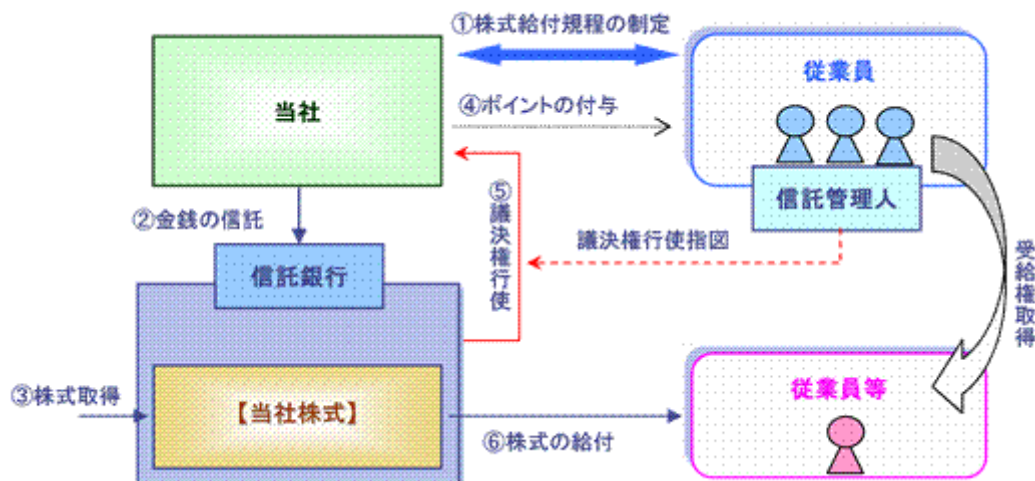 ①株式給付規程の制定
従業員
当社
④ポイントの付与
信託管理人
②金銭の信託
⑤議決権行使
議決権行使指図
受給権取得
信託銀行
③株式取得
【当社株式】
⑥株式の給付
従業員等